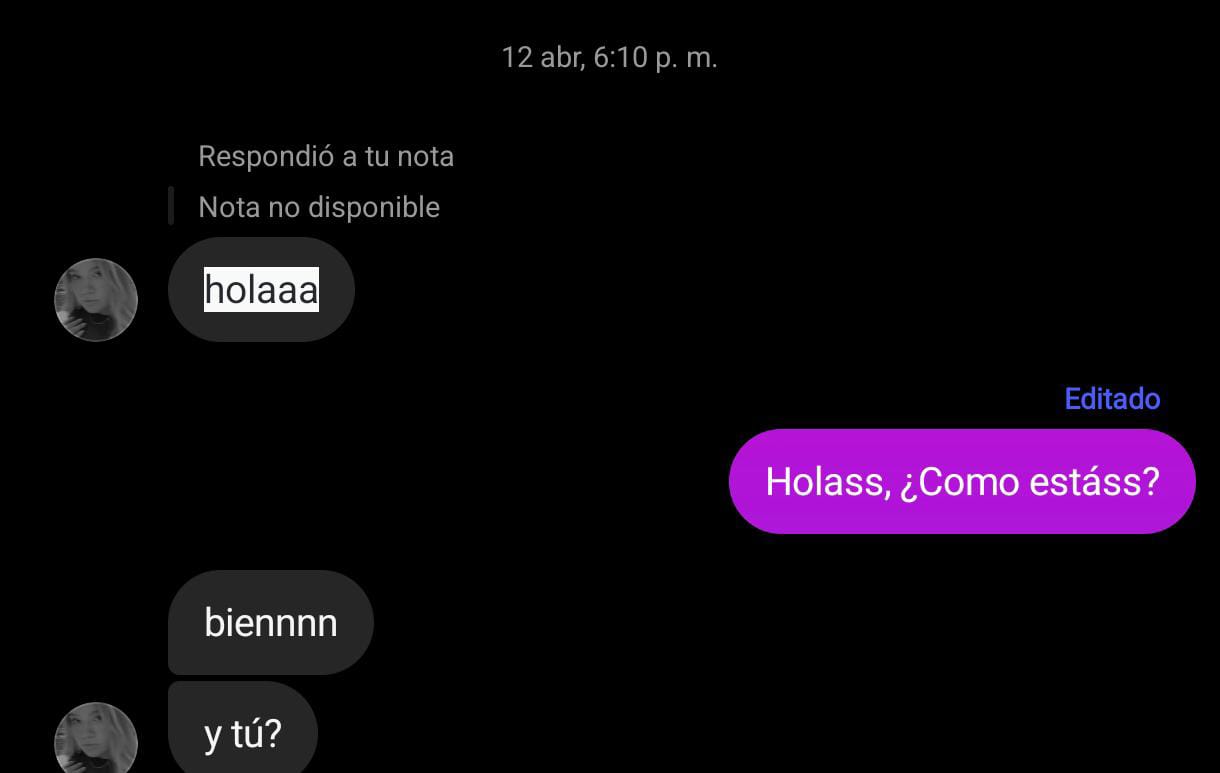 12 abr, 6:10 p. m.
Respondió a tu nota
Nota no disponible
holaaa
Editado
Holass, ¿Como estáss?
biennnn
y tú?